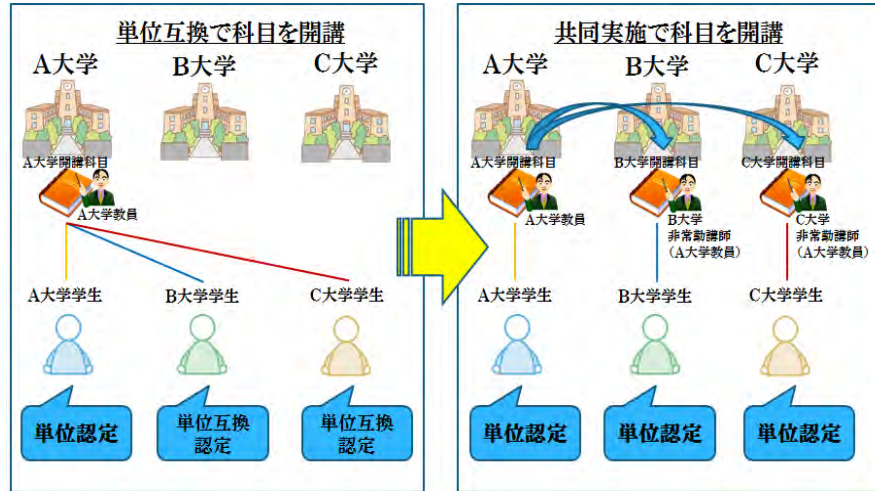 単位互換で科目を開講
A大学
B大学
C大学
A大学開講科目
A大学教員
A大学学生
B大学学生
C大学学生
単位認定
単位互換
認定
単位互換
認定
共同実施で科目を開講
A大学
B大学
C大学
A大学開講科目
B大学開講科目
C大学開講科目
A大学教員
B大学
非常勤講師
（A大学教員）
C大学
非常勤講師
（A大学教員）
A大学学生
B大学学生
C大学学生
単位認定
単位認定
単位認定